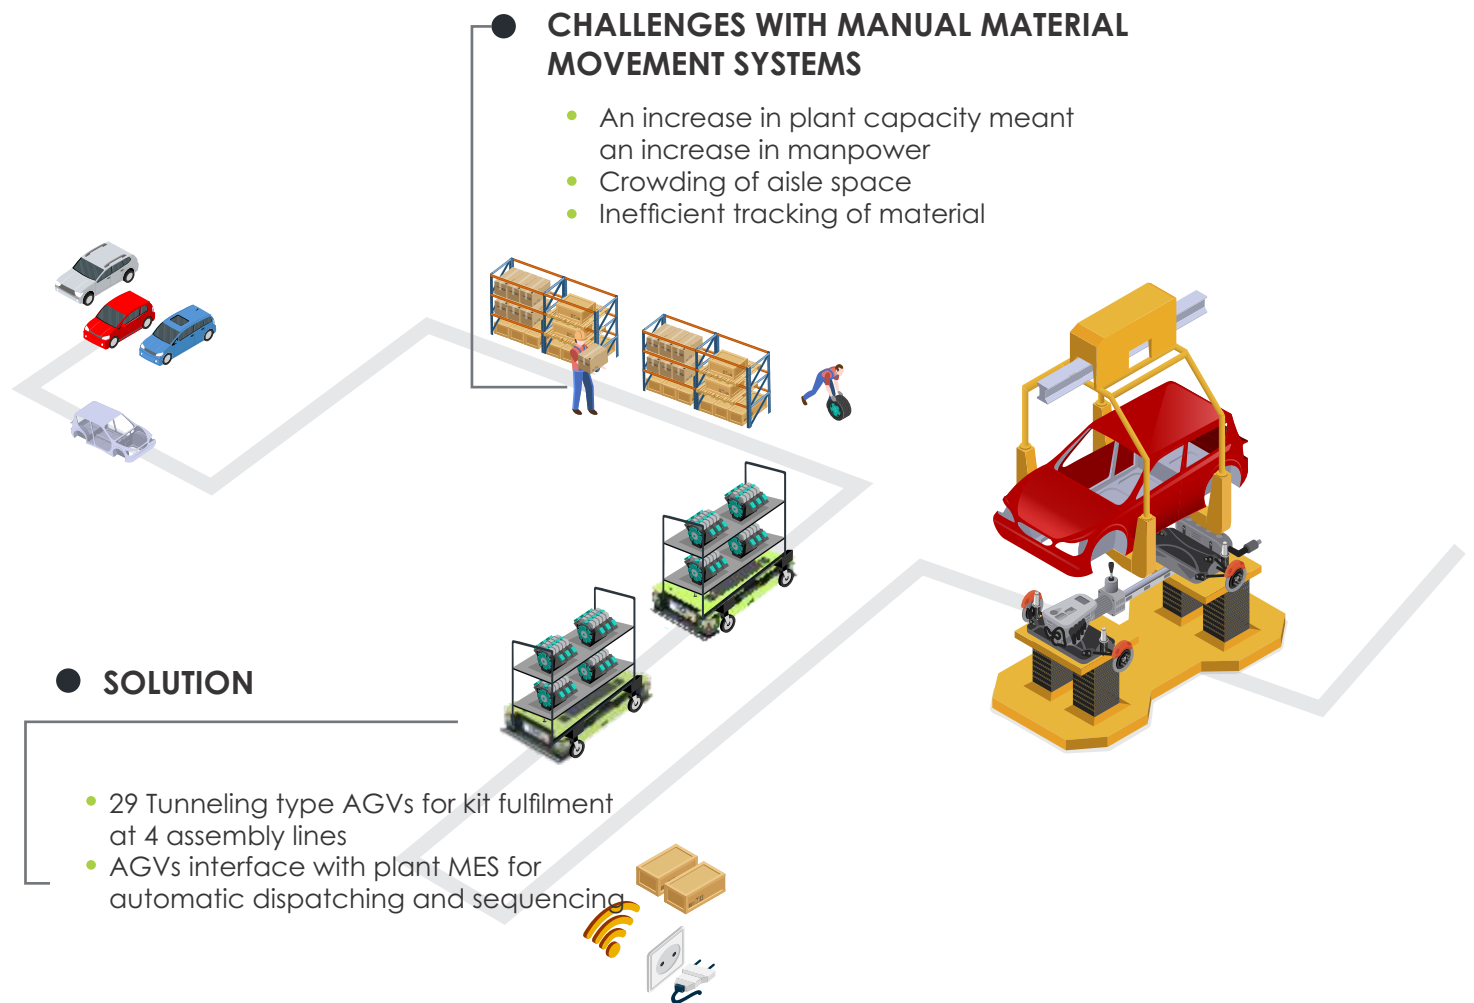 CHALLENGES WITH MANUAL MATERIAL
MOVEMENT SYSTEMS
• An increase in plant capacity meant
an increase in manpower
• Crowding of aisle space
• Inefficient tracking of material
SOLUTION
• 29 Tunneling type AGVs for kit fulfilment
at 4 assembly lines
• AGVs interface with plant MES for
automatic dispatching and sequencing